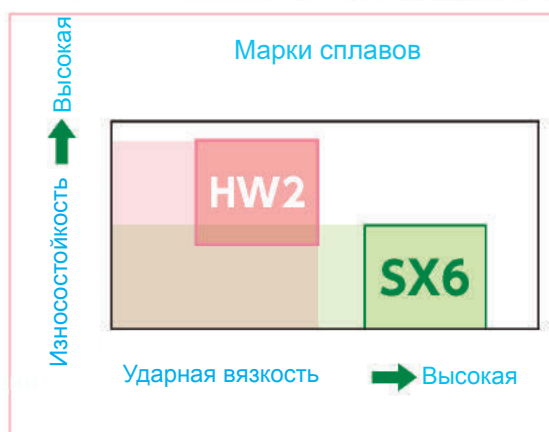 Марки сплавов
Износостойкость Высокая
HW2
SX6
Ударная вязкость Высокая